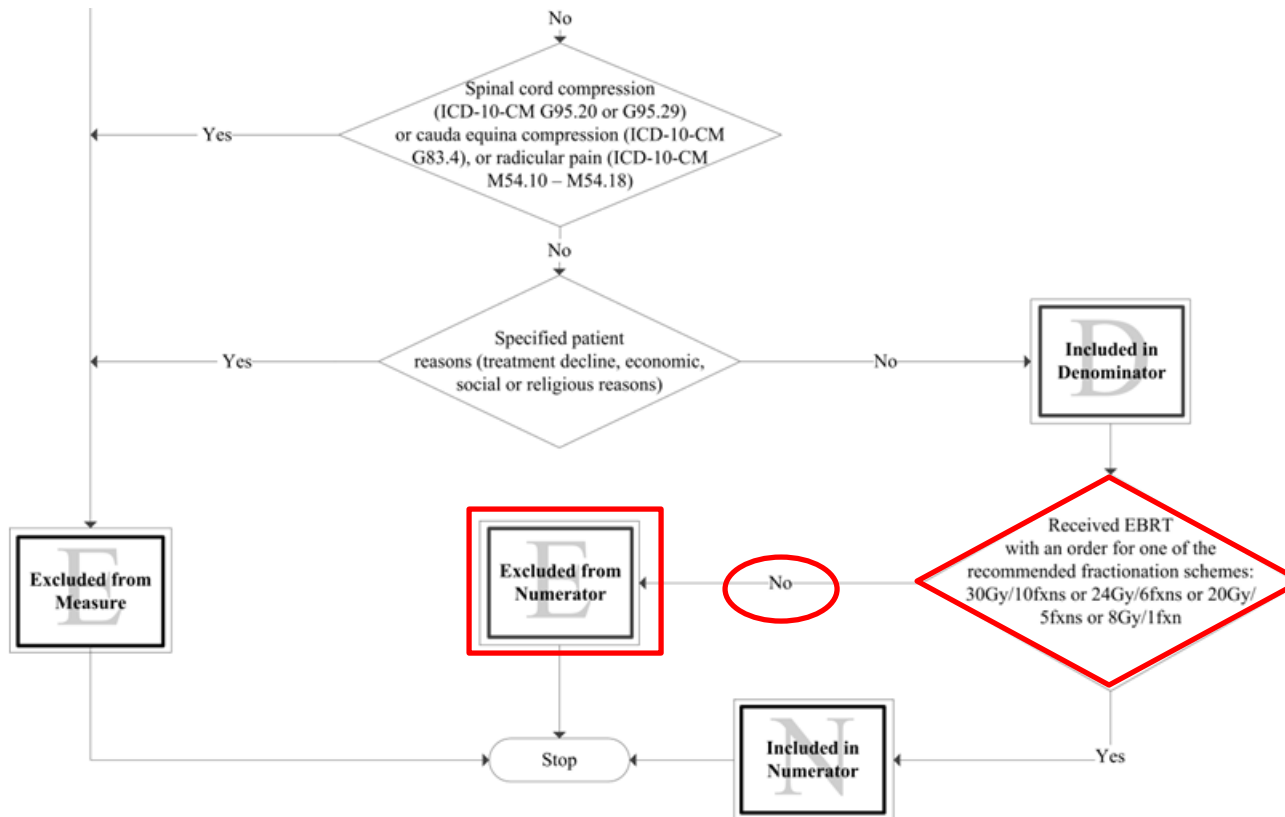 No
Spinal cord compression
(ICD-10-CM G95.20 or G95.29)
or cauda equina compression (ICD-10-CM
G83.4), or radicular pain (ICD-10-CM
M54.10 – M54.18)
Yes
No
Specified patient
reasons (treatment decline, economic,
social or religious reasons)
Yes
No
D
Included in
Denominator
Received EBRT
with an order for one of the
recommended fractionation schemes:
30Gy/10fxns or 24Gy/6fxns or 20Gy/
5fxns or 8Gy/1fxn
No
E
Excluded from
Numerator
E
Excluded from
Measure
Yes
N
Included in
Numerator
Stop